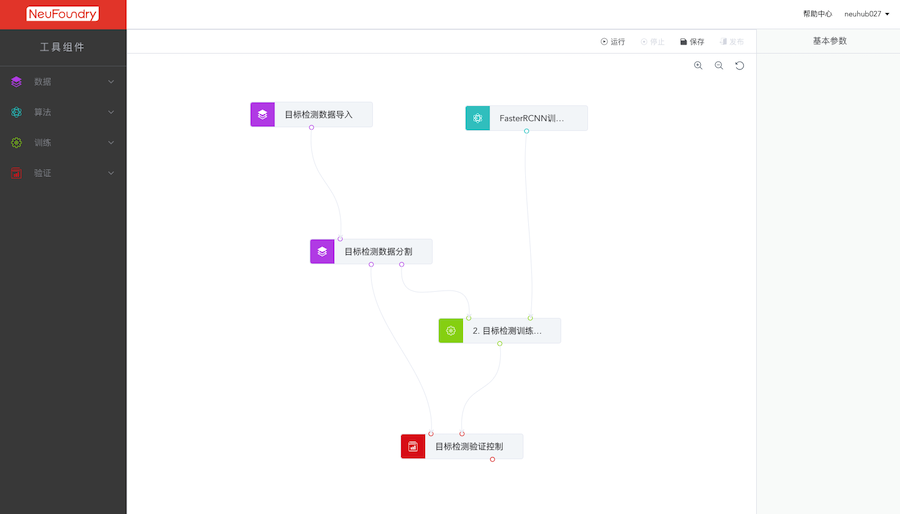 NeuFoundry
帮助中心 neuhub027
工具组件
运行 停止 保存 发布
基本参数
数据
算法
训练
验证
目标检测数据导入
FasterRCNN训...
目标检测数据分割
2. 目标检测训练...
目标检测验证控制